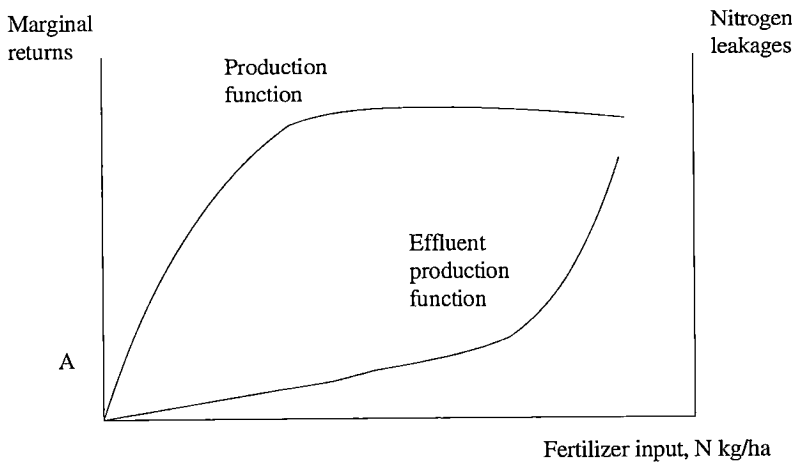 Marginal
returns
Nitrogen
leakages
Production
function
Effluent
production
function
A
Fertilizer input, N kg/ha